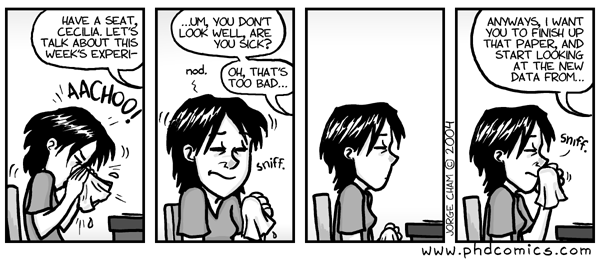 HAVE A SEAT,
CECILIA. LET'S
TALK ABOUT THIS
WEEK'S EXPERI-
AACHOO!
...UM, YOU DON'T
LOOK WELL, ARE
YOU SICK?
nod.
OH, THAT'S
TOO BAD...
sniff.
JORGE CHAM © 2004
ANYWAYS, I WANT
YOU TO FINISH UP
THAT PAPER, AND
START LOOKING
AT THE NEW
DATA FROM...
sniff.
www.phdcomics.com